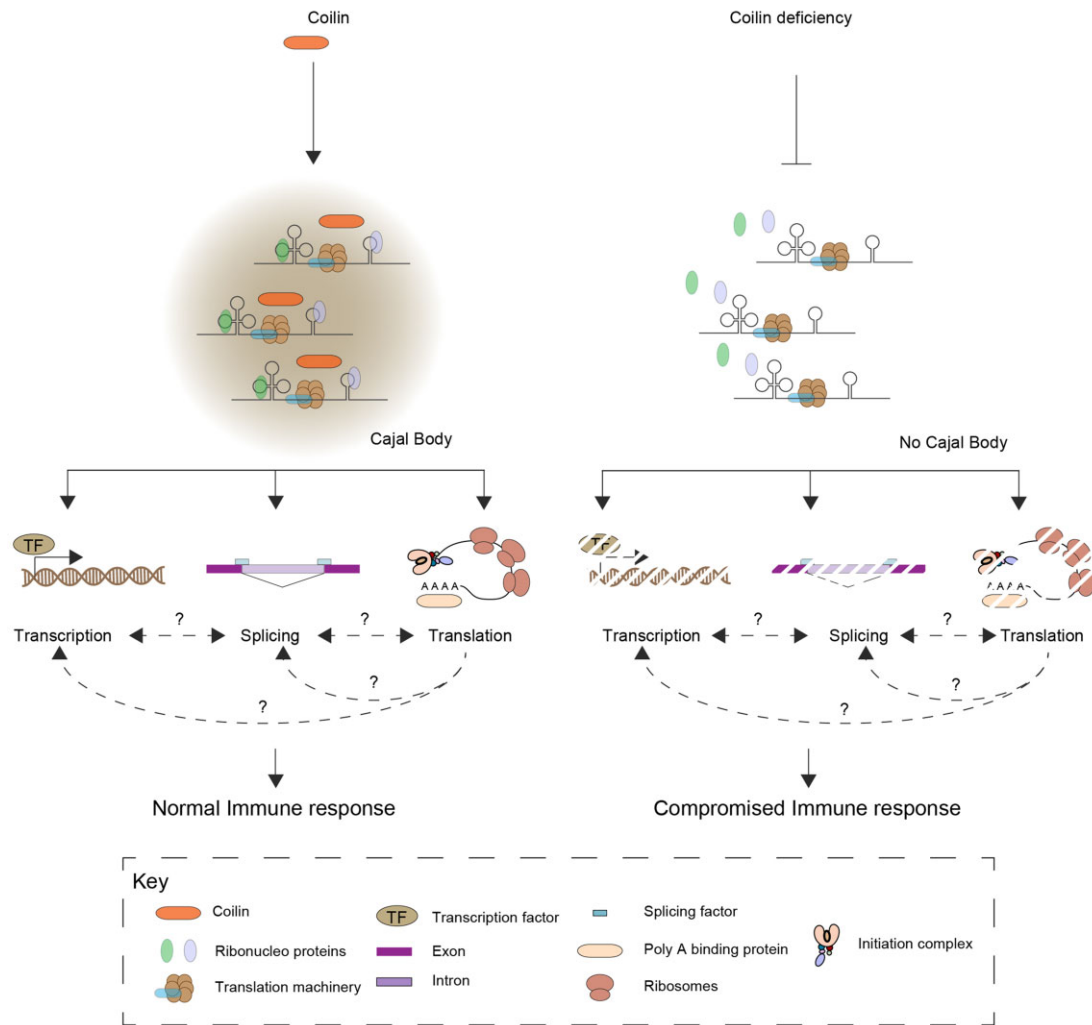 Coilin
Coilin deficiency
Cajal Body
No Cajal Body
TF
TF
A A A A
A A A A
?
?
?
?
Transcription
Splicing
Translation
Transcription
Splicing
Translation
?
?
?
?
Normal Immune response
Compromised Immune response
Key
Coilin
TF
Transcription factor
Splicing factor
Initiation complex
Ribonucleo proteins
Exon
Poly A binding protein
Translation machinery
Intron
Ribosomes